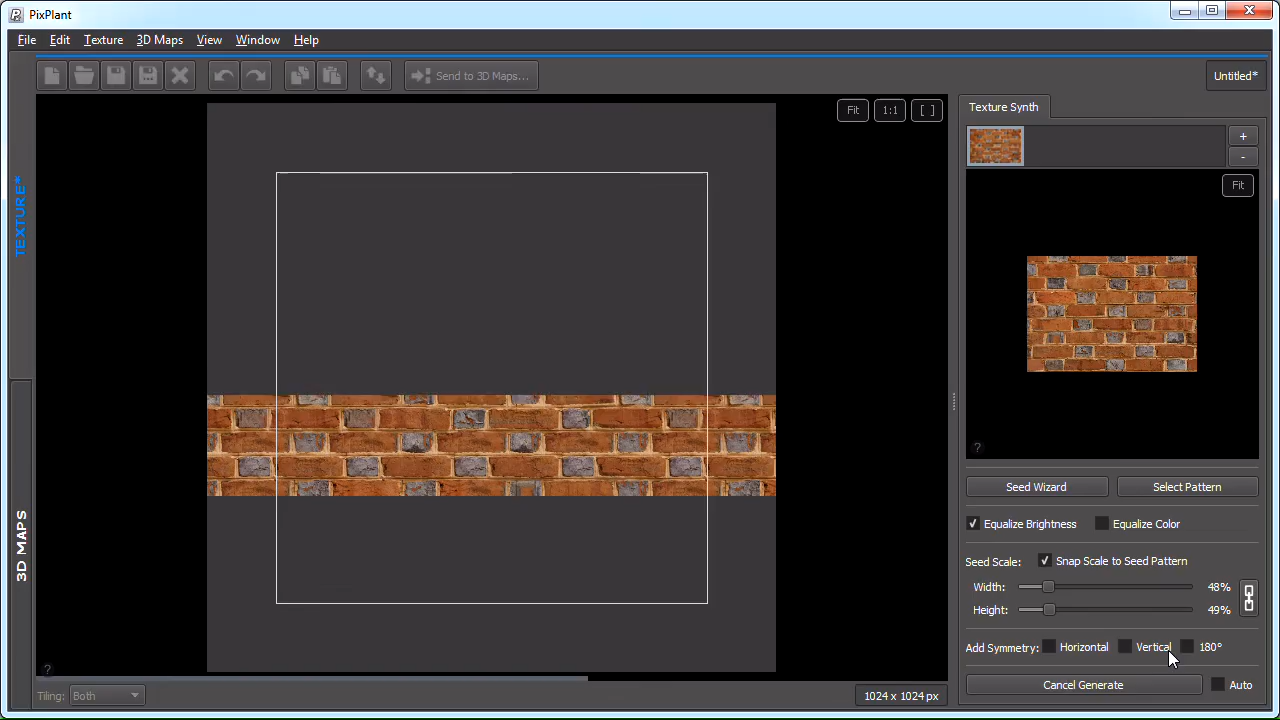 PixPlant
File Edit Texture 3D Maps View Window Help
Send to 3D Maps...
Untitled*
Fit 1:1 [ ]
Texture Synth
+
-
Fit
TEXTURE*
3D MAPS
?
Seed Wizard Select Pattern
Equalize Brightness Equalize Color
Seed Scale: Snap Scale to Seed Pattern
Width: 48%
Height: 49%
Add Symmetry: Horizontal Vertical 180°
?
Tiling: Both 1024 x 1024 px
Cancel Generate Auto